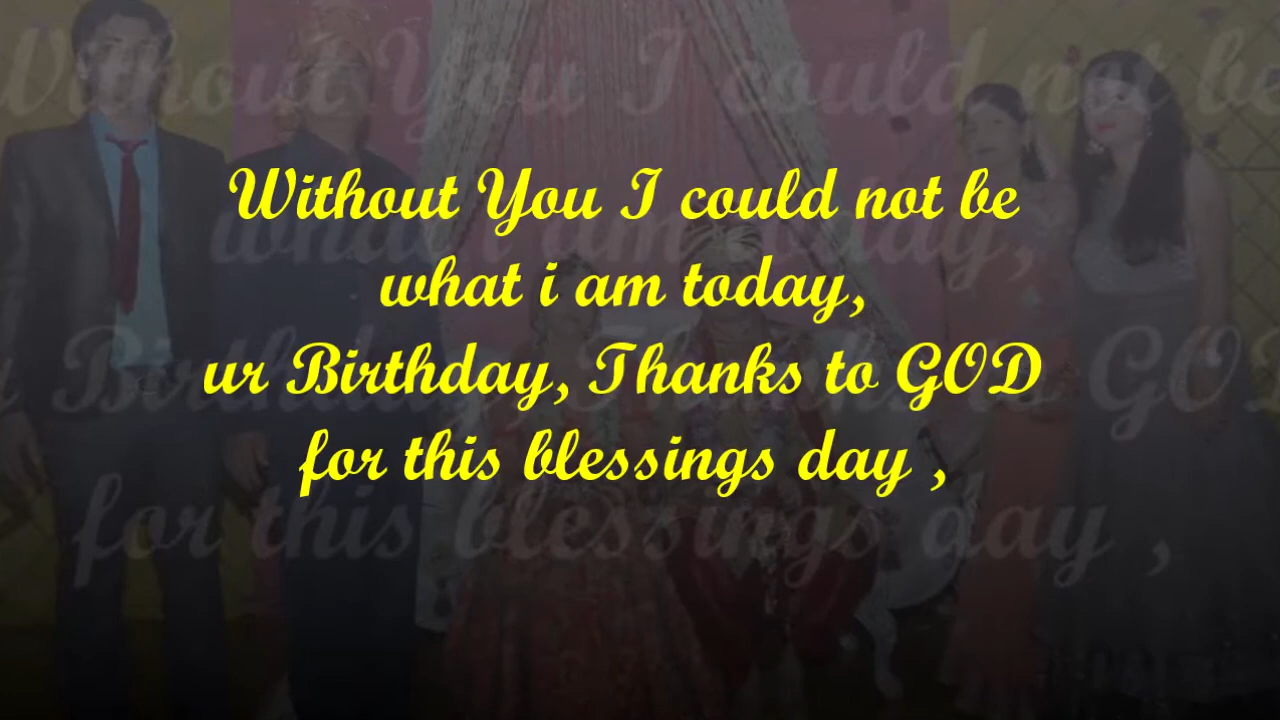 Without You I could not be
what i am today,
ur Birthday, Thanks to GOD
for this blessings day ,